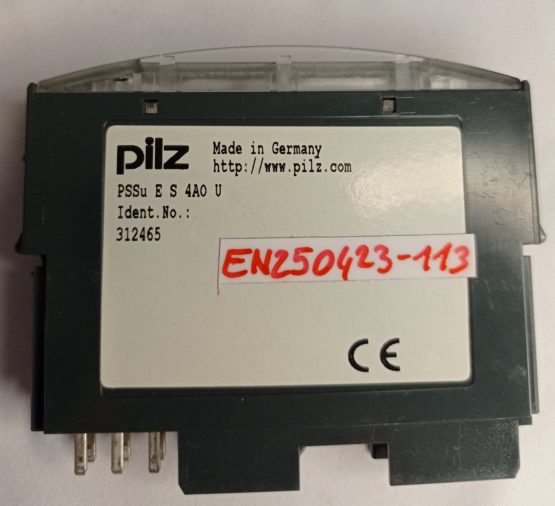 pilz
Made in Germany
http://www.pilz.com
PSSu E S 4AO U
Ident.No.:
312465
EN250423-113
CE